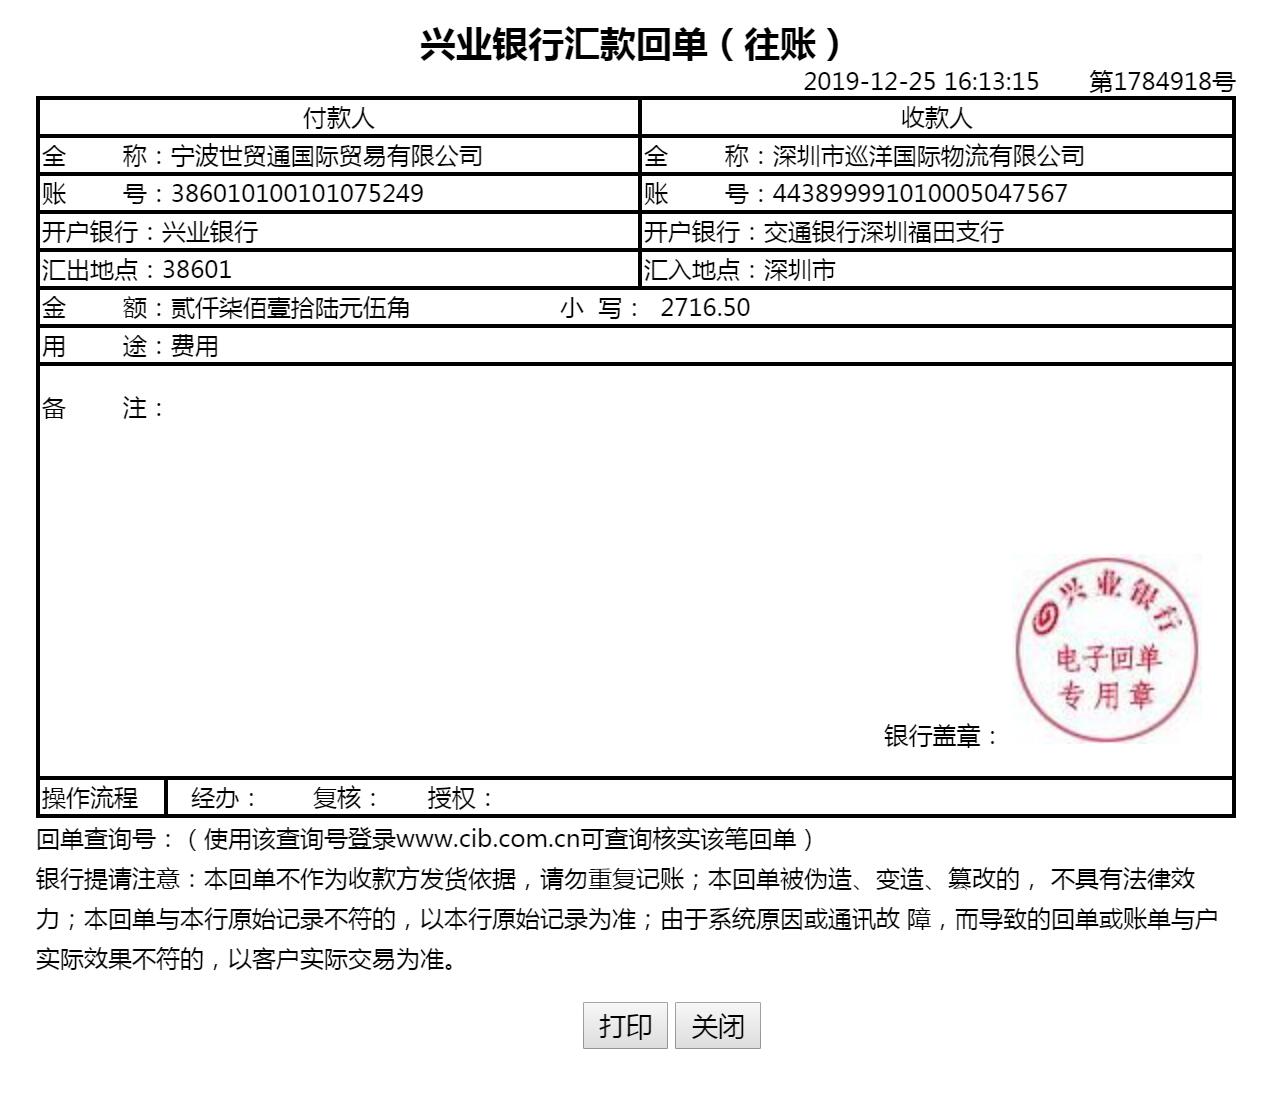 兴业银行汇款回单（往账）
2019-12-25 16:13:15 第1784918号
付款人 收款人
全 称：宁波世贸通国际贸易有限公司 全 称：深圳市巡洋国际物流有限公司
账 号：386010100101075249 账 号：443899991010005047567
开户银行：兴业银行 开户银行：交通银行深圳福田支行
汇出地点：38601 汇入地点：深圳市
金 额：贰仟柒佰壹拾陆元伍角 小 写： 2716.50
用 途：费用
备 注：
兴业银行
电子回单
专用章
银行盖章：
操作流程 经办： 复核： 授权：
回单查询号：（使用该查询号登录www.cib.com.cn可查询核实该笔回单）
银行提请注意：本回单不作为收款方发货依据，请勿重复记账；本回单被伪造、变造、篡改的， 不具有法律效
力；本回单与本行原始记录不符的，以本行原始记录为准；由于系统原因或通讯故 障，而导致的回单或账单与户
实际效果不符的，以客户实际交易为准。
打印 关闭